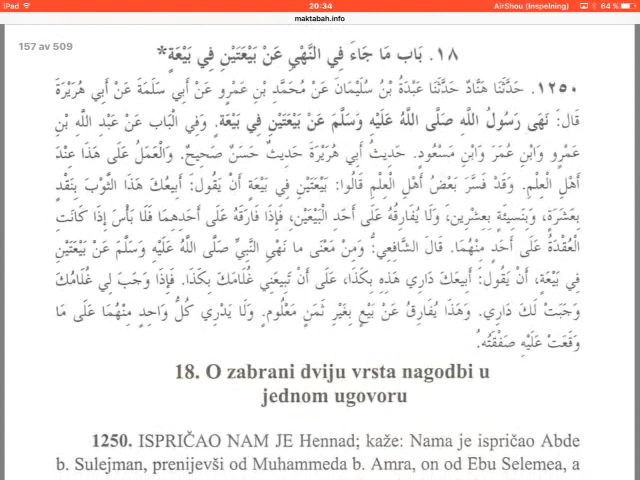 iPad 20:34 AirShou (Inspelning) 64 %
maktabah.info
157 av 509
١٨. بَاب مَا جَاءَ فِي النَّهْيِ عَنْ بَيْعَتَيْنِ فِي بَيْعَةٍ*
١٢٥٠. حَدَّثَنَا هَنَّادٌ حَدَّثَنَا عَبْدَةُ بْنُ سُلَيْمَانَ عَنْ مُحَمَّدِ بْنِ عَمْرٍو عَنْ أَبِي سَلَمَةَ عَنْ أَبِي هُرَيْرَةَ
قَالَ: نَهَى رَسُولُ اللَّهِ صَلَّى اللَّهُ عَلَيْهِ وَسَلَّمَ عَنْ بَيْعَتَيْنِ فِي بَيْعَةٍ. وَفِي الْبَاب عَنْ عَبْدِ اللَّهِ بْنِ
عَمْرٍو وَابْنِ عُمَرَ وَابْنِ مَسْعُودٍ. حَدِيثُ أَبِي هُرَيْرَةَ حَدِيثٌ حَسَنٌ صَحِيحٌ. وَالْعَمَلُ عَلَى هَذَا عِنْدَ
أَهْلِ الْعِلْمِ. وَقَدْ فَسَّرَ بَعْضُ أَهْلِ الْعِلْمِ قَالُوا: بَيْعَتَيْنِ فِي بَيْعَةٍ أَنْ يَقُولَ: أَبِيعُكَ هَذَا الثَّوْبَ بِنَقْدٍ
بِعَشَرَةٍ، وَبِنَسِيئَةٍ بِعِشْرِينَ، وَلَا يُفَارِقُهُ عَلَى أَحَدِ الْبَيْعَيْنِ، فَإِذَا فَارَقَهُ عَلَى أَحَدِهِمَا فَلَا بَأْسَ إِذَا كَانَتْ
الْعُقْدَةُ عَلَى أَحَدٍ مِنْهُمَا. قَالَ الشَّافِعِيُّ: وَمِنْ مَعْنَى مَا نَهَى النَّبِيُّ صَلَّى اللَّهُ عَلَيْهِ وَسَلَّمَ عَنْ بَيْعَتَيْنِ
فِي بَيْعَةٍ، أَنْ يَقُولَ: أَبِيعُكَ دَارِي هَذِهِ بِكَذَا، عَلَى أَنْ تَبِيعَنِي غُلَامَكَ بِكَذَا. فَإِذَا وَجَبَ لِي غُلَامُكَ
وَجَبَتْ لَكَ دَارِي. وَهَذَا يُفَارِقُ عَنْ بَيْعٍ بِغَيْرِ ثَمَنٍ مَعْلُومٍ. وَلَا يَدْرِي كُلُّ وَاحِدٍ مِنْهُمَا عَلَى مَا
وَقَعَتْ عَلَيْهِ صَفْقَتُهُ.
18. O zabrani dviju vrsta nagodbi u
jednom ugovoru
1250. ISPRIČAO NAM JE Hennad; kaže: Nama je ispričao Abde
b. Sulejman, prenijevši od Muhammeda b. Amra, on od Ebu Selemea, a